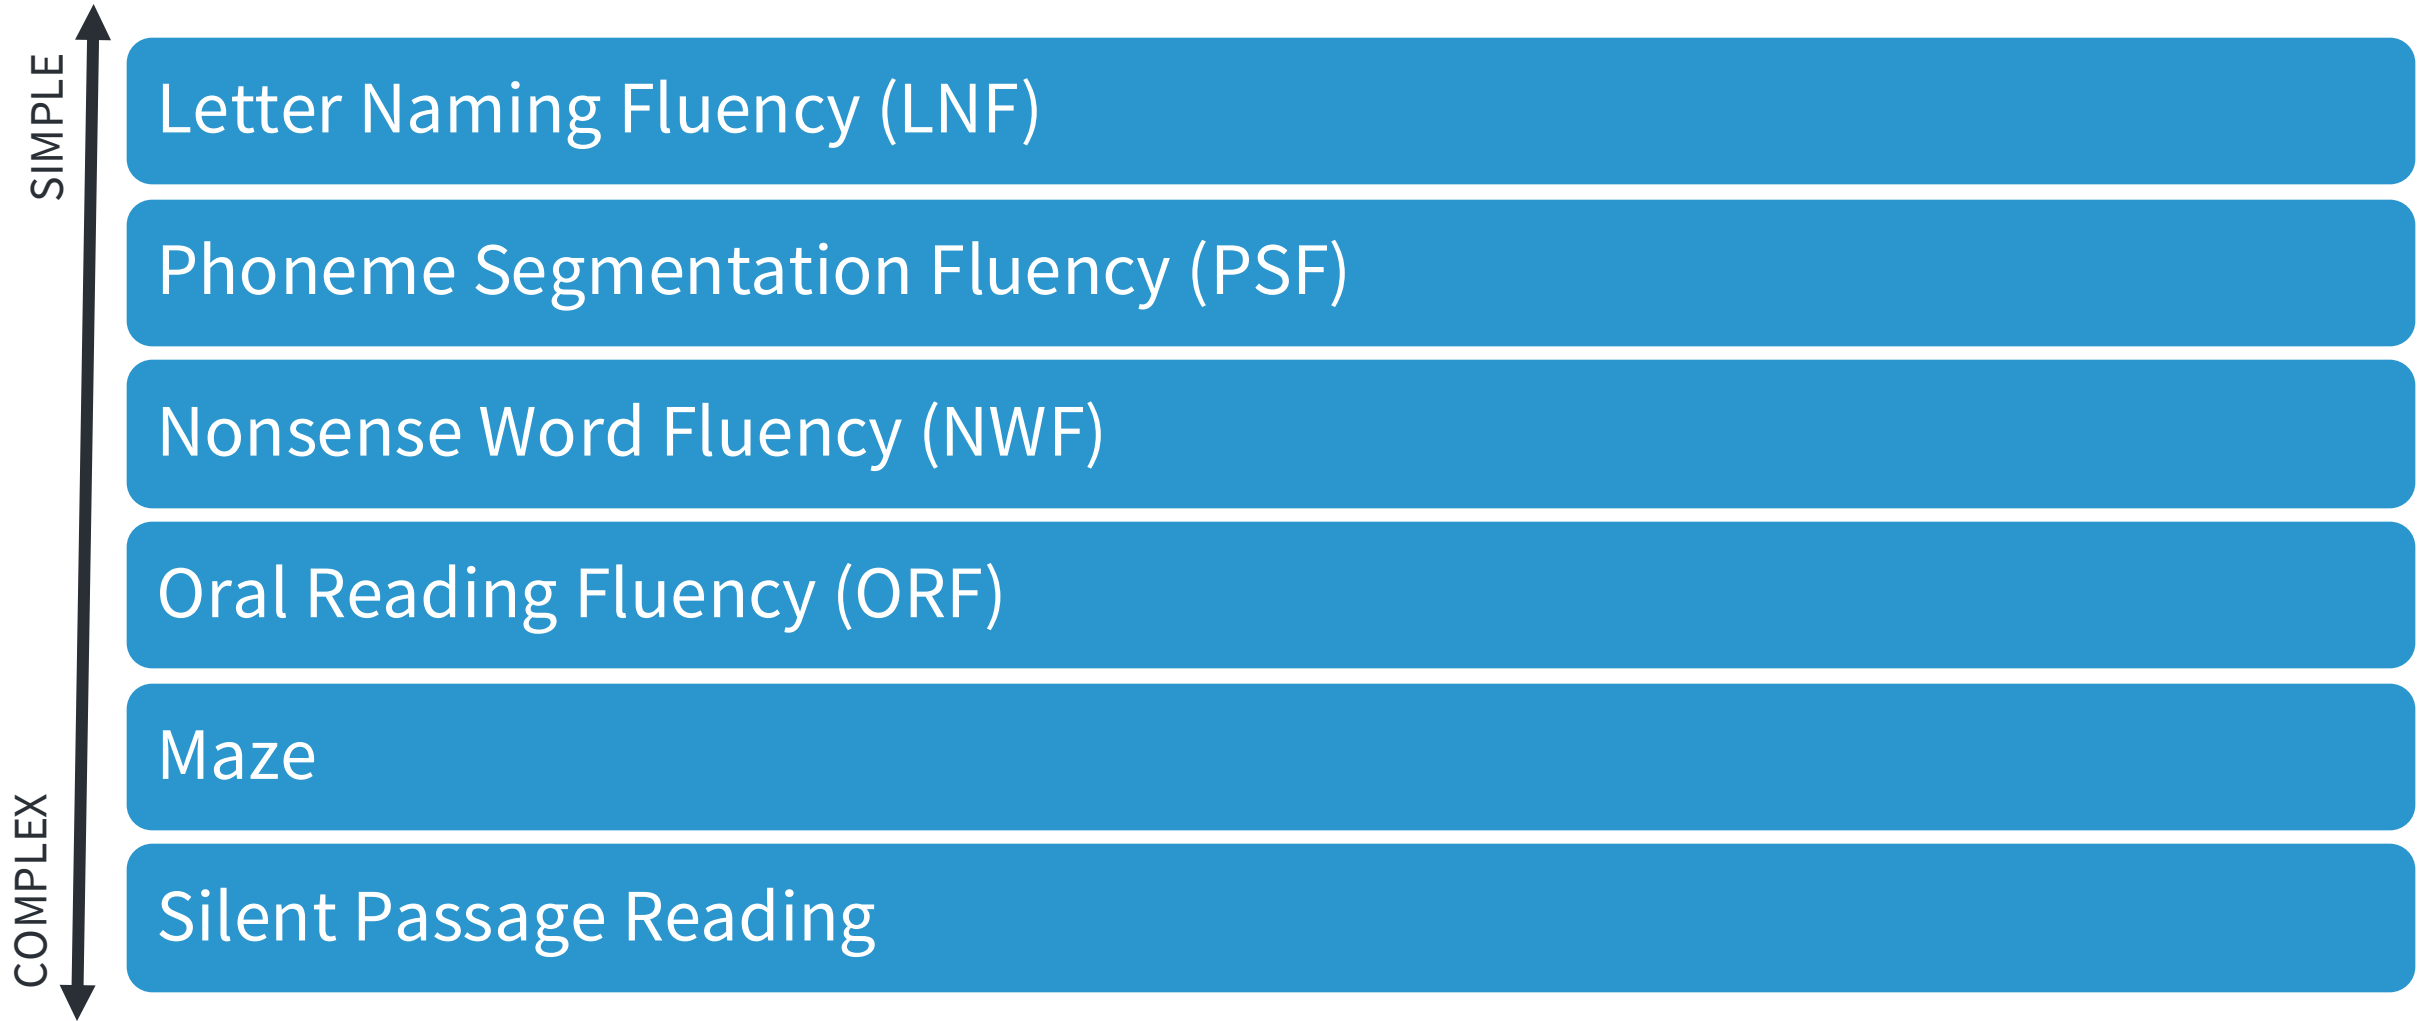 SIMPLE
Letter Naming Fluency (LNF)
Phoneme Segmentation Fluency (PSF)
Nonsense Word Fluency (NWF)
Oral Reading Fluency (ORF)
Maze
COMPLEX
Silent Passage Reading